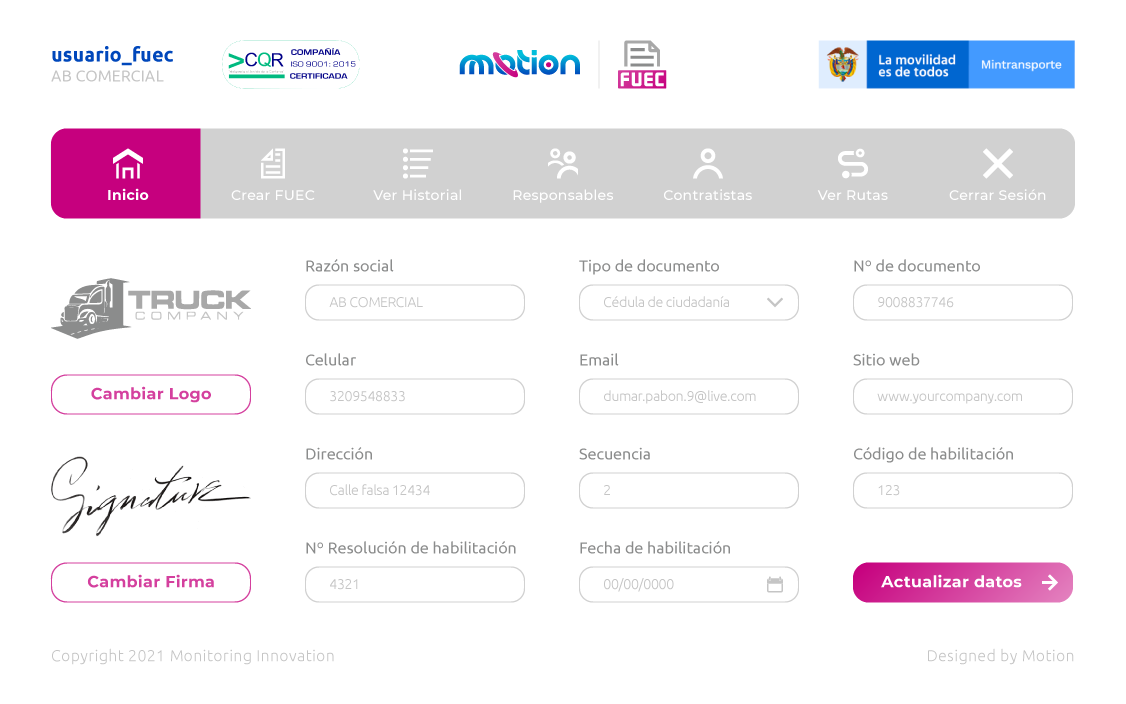 usuario_fuec
AB COMERCIAL
CQR
COMPAÑÍA
ISO 9001: 2015
CERTIFICADA
motion
FUEC
La movilidad
es de todos
Mintransporte
Inicio
Crear FUEC
Ver Historial
Responsables
Contratistas
Ver Rutas
Cerrar Sesión
TRUCK
COMPANY
Cambiar Logo
Signature
Cambiar Firma
Razón social
AB COMERCIAL
Tipo de documento
Cédula de ciudadanía
Nº de documento
9008837746
Celular
3209548833
Email
dumar.pabon.9@live.com
Sitio web
www.yourcompany.com
Dirección
Calle falsa 12434
Secuencia
2
Código de habilitación
123
Nº Resolución de habilitación
4321
Fecha de habilitación
00/00/0000
Actualizar datos
Copyright 2021 Monitoring Innovation
Designed by Motion